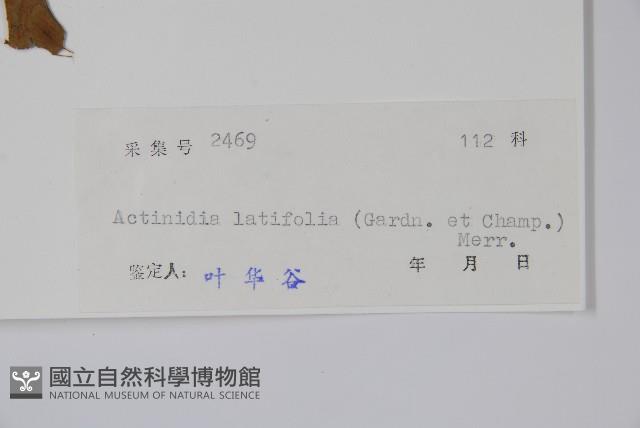 采集号 2469 112 科
Actinidia latifolia (Gardn. et Champ.)
Merr.
鉴定人: 叶华谷 年 月 日
國立自然科學博物館
NATIONAL MUSEUM OF NATURAL SCIENCE